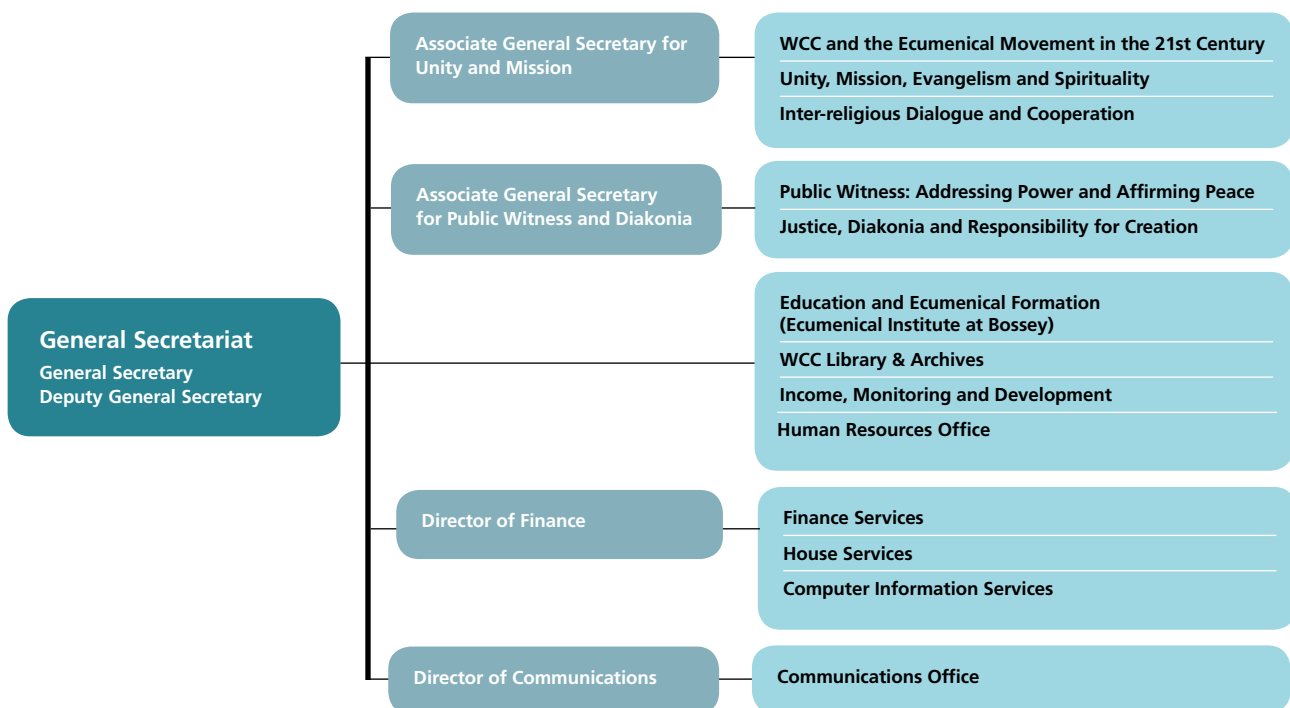 Associate General Secretary for
Unity and Mission
WCC and the Ecumenical Movement in the 21st Century
Unity, Mission, Evangelism and Spirituality
Inter-religious Dialogue and Cooperation
Associate General Secretary
for Public Witness and Diakonia
Public Witness: Addressing Power and Affirming Peace
Justice, Diakonia and Responsibility for Creation
General Secretariat
General Secretary
Deputy General Secretary
Education and Ecumenical Formation
(Ecumenical Institute at Bossey)
WCC Library & Archives
Income, Monitoring and Development
Human Resources Office
Director of Finance
Finance Services
House Services
Computer Information Services
Director of Communications
Communications Office